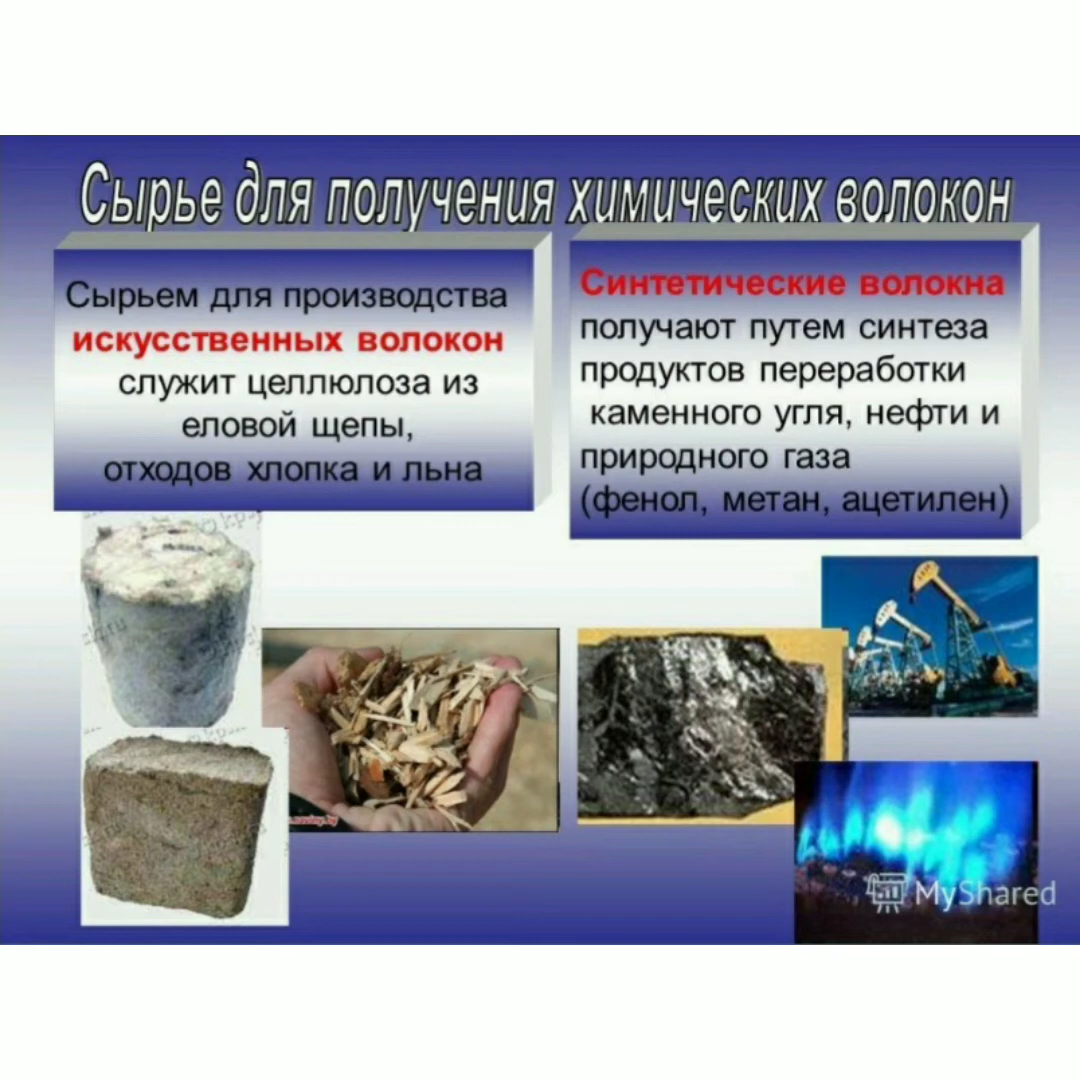 Сырье для получения химических волокон
Сырьем для производства
искусственных волокон
служит целлюлоза из
еловой щепы,
отходов хлопка и льна
Синтетические волокна
получают путем синтеза
продуктов переработки
каменного угля, нефти и
природного газа
(фенол, метан, ацетилен)
MyShared